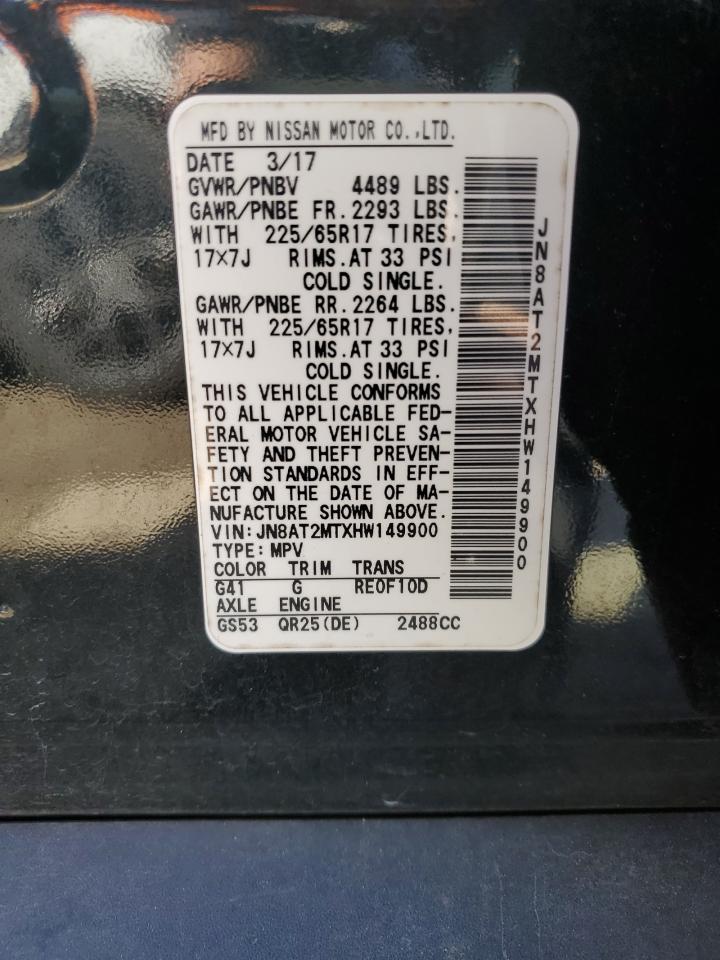 MFD BY NISSAN MOTOR CO.,LTD.
DATE 3/17
GVWR/PNBV 4489 LBS.
GAWR/PNBE FR.2293 LBS.
WITH 225/65R17 TIRES,
17×7J RIMS.AT 33 PSI
COLD SINGLE.
GAWR/PNBE RR.2264 LBS.
WITH 225/65R17 TIRES,
17×7J RIMS.AT 33 PSI
COLD SINGLE.
THIS VEHICLE CONFORMS
TO ALL APPLICABLE FED-
ERAL MOTOR VEHICLE SA-
FETY AND THEFT PREVEN-
TION STANDARDS IN EFF-
ECT ON THE DATE OF MA-
NUFACTURE SHOWN ABOVE.
VIN:JN8AT2MTXHW149900
TYPE:MPV
COLOR TRIM TRANS
G41 G RE0F10D
AXLE ENGINE
GS53 QR25(DE) 2488CC
JN8AT2MTXHW149900